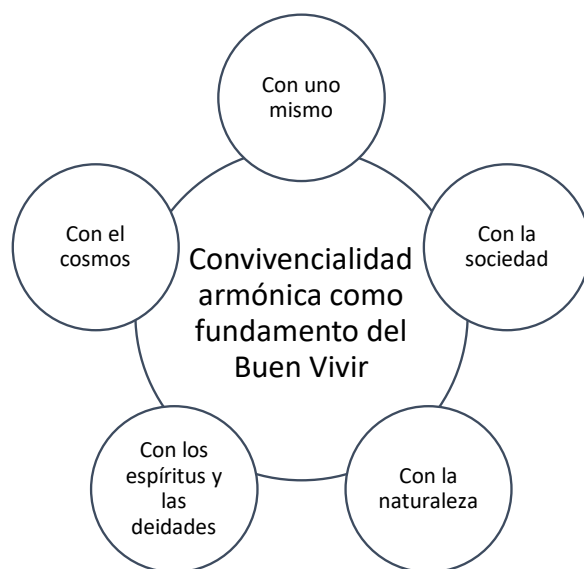 Con uno
mismo
Con la
sociedad
Con la
naturaleza
Con los
espíritus y
las
deidades
Con el
cosmos
Convivencialidad
armónica como
fundamento del
Buen Vivir